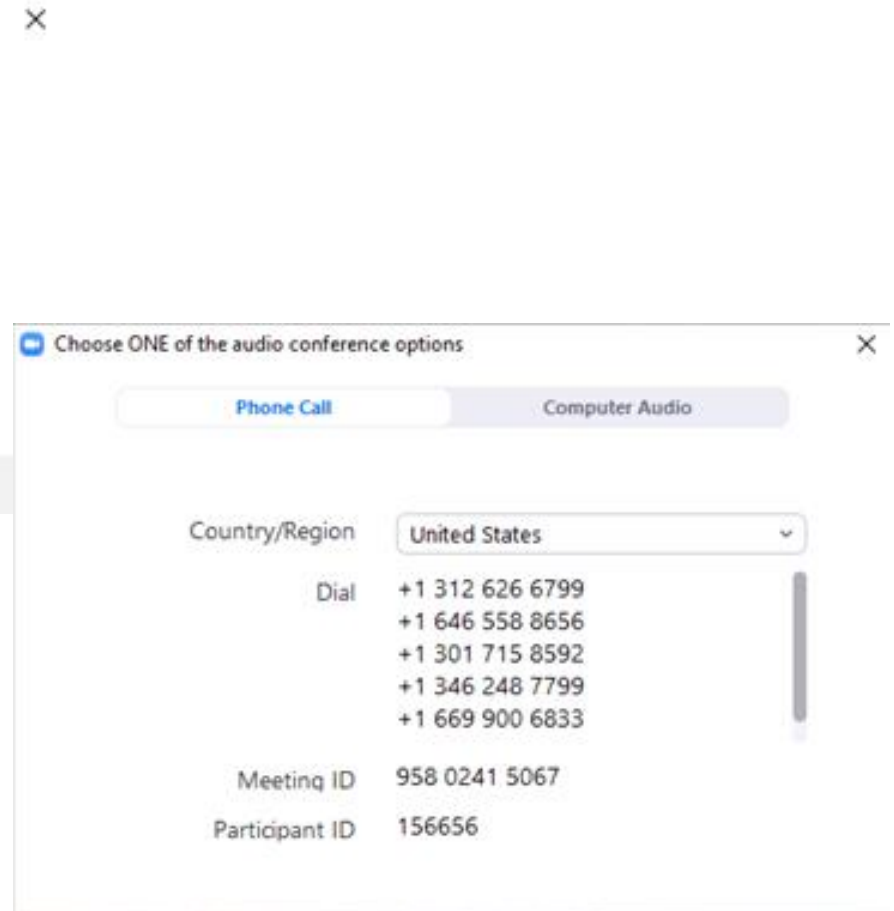 Choose ONE of the audio conference options
Phone Call Computer Audio
Country/Region United States
Dial +1 312 626 6799
+1 646 558 8656
+1 301 715 8592
+1 346 248 7799
+1 669 900 6833
Meeting ID 958 0241 5067
Participant ID 156656